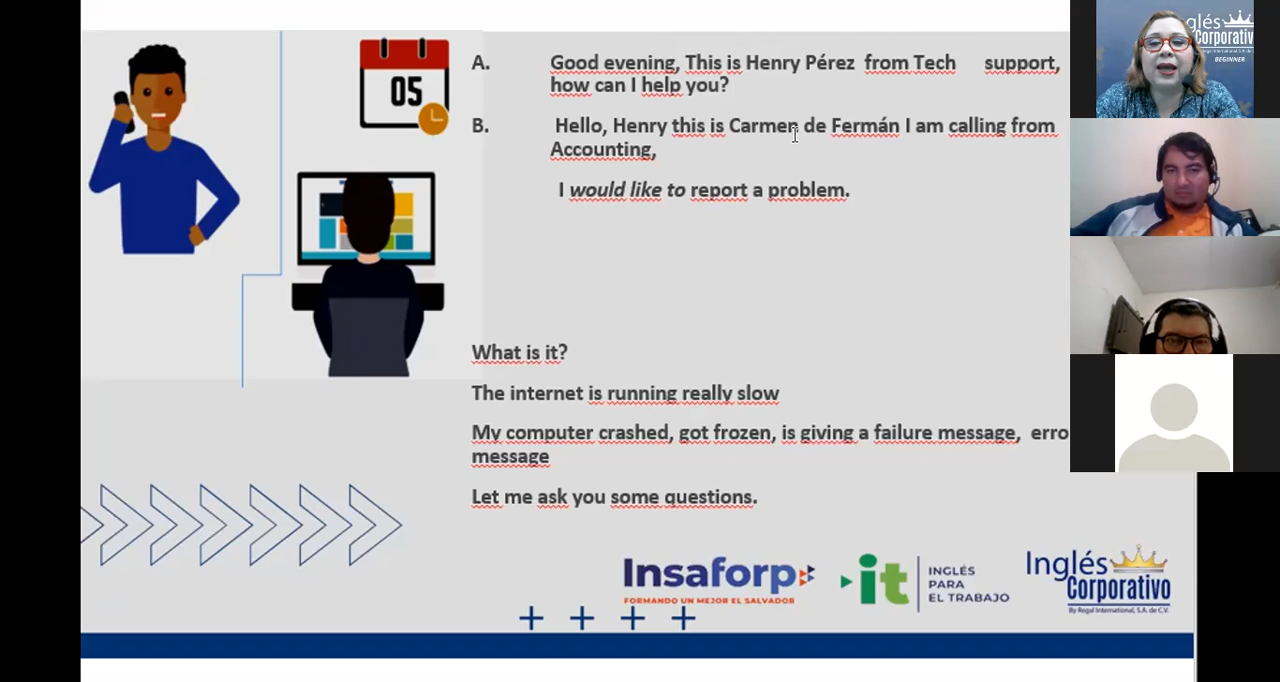 A. Good evening, This is Henry Pérez from Tech support,
how can I help you?
B. Hello, Henry this is Carmen de Fermán I am calling from
Accounting,
I would like to report a problem.
What is it?
The internet is running really slow
My computer crashed, got frozen, is giving a failure message, erro
message
Let me ask you some questions.
05
Insaforp
FORMANDO UN MEJOR EL SALVADOR
it
INGLÉS
PARA
EL TRABAJO
Inglés
Corporativo
By Regal International, S.A. de C.V.
glés
Corporativo
BEGINNER